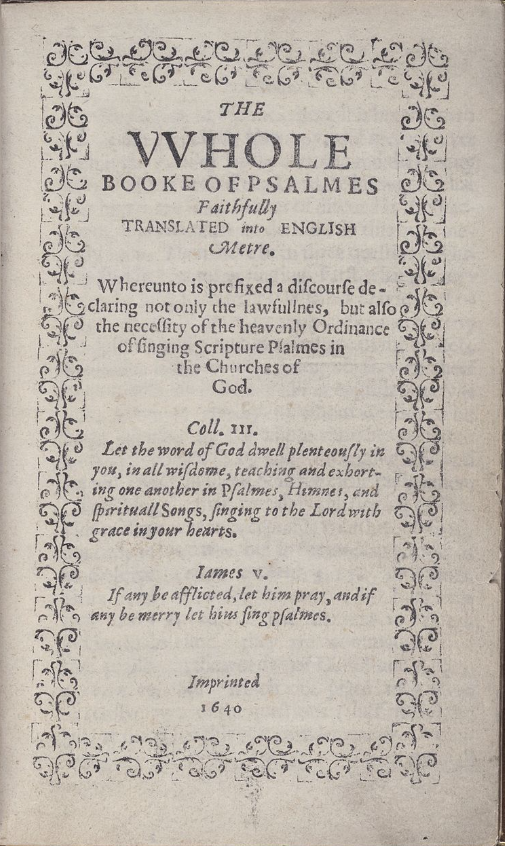 THE
VVHOLE
BOOKE OF PSALMES
Faithfully
TRANSLATED into ENGLISH
Metre.
Whereunto is prefixed a discourse de-
claring not only the lawfullnes, but also
the necessity of the heavenly Ordinance
of singing Scripture Psalmes in
the Churches of
God.
Coll. III.
Let the word of God dwell plenteously in
you, in all wisdome, teaching and exhort-
ing one another in Psalmes, Himnes, and
spirituall Songs, singing to the Lord with
grace in your hearts.
Iames v.
If any be afflicted, let him pray, and if
any be merry let him sing psalmes.
Imprinted
1640